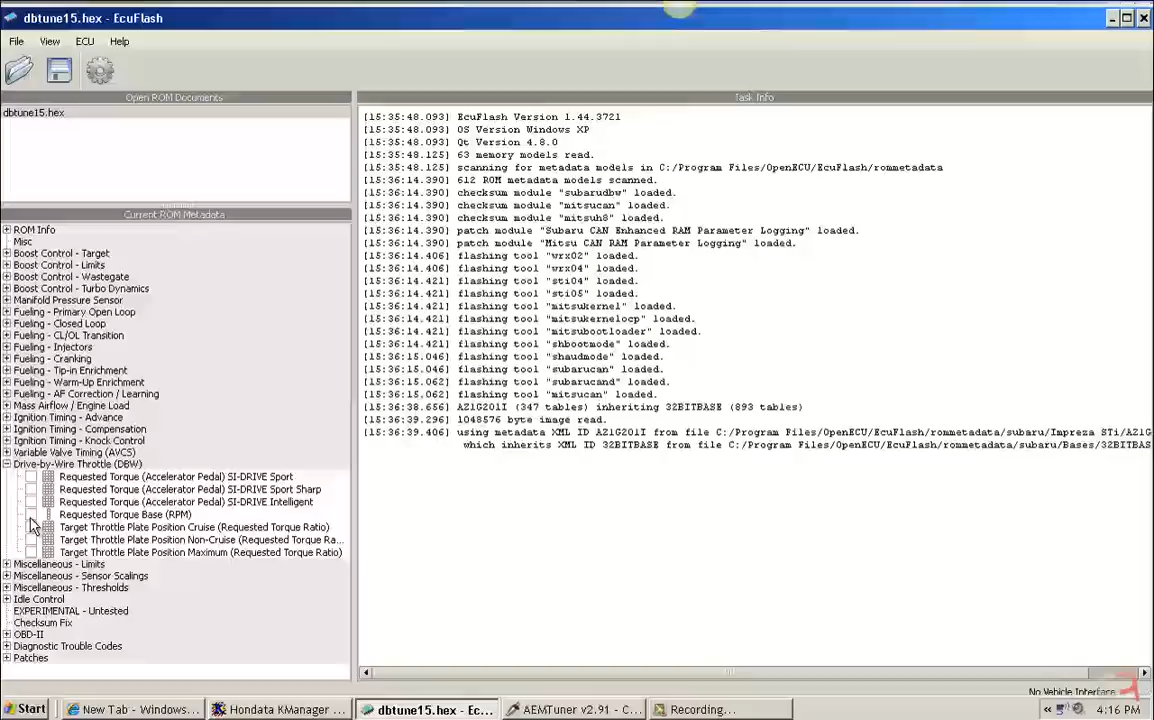 dbtune15.hex - EcuFlash
File View ECU Help
Open ROM Documents
dbtune15.hex
Current ROM Metadata
ROM Info
Misc
Boost Control - Target
Boost Control - Limits
Boost Control - Wastegate
Boost Control - Turbo Dynamics
Manifold Pressure Sensor
Fueling - Primary Open Loop
Fueling - Closed Loop
Fueling - CL/OL Transition
Fueling - Injectors
Fueling - Cranking
Fueling - Tip-in Enrichment
Fueling - Warm-Up Enrichment
Fueling - AF Correction / Learning
Mass Airflow / Engine Load
Ignition Timing - Advance
Ignition Timing - Compensation
Ignition Timing - Knock Control
Variable Valve Timing (AVCS)
Drive-by-Wire Throttle (DBW)
Requested Torque (Accelerator Pedal) SI-DRIVE Sport
Requested Torque (Accelerator Pedal) SI-DRIVE Sport Sharp
Requested Torque (Accelerator Pedal) SI-DRIVE Intelligent
Requested Torque Base (RPM)
Target Throttle Plate Position Cruise (Requested Torque Ratio)
Target Throttle Plate Position Non-Cruise (Requested Torque Ra...
Target Throttle Plate Position Maximum (Requested Torque Ratio)
Miscellaneous - Limits
Miscellaneous - Sensor Scalings
Miscellaneous - Thresholds
Idle Control
EXPERIMENTAL - Untested
Checksum Fix
OBD-II
Diagnostic Trouble Codes
Patches
Task Info
[15:35:48.093] EcuFlash Version 1.44.3721
[15:35:48.093] OS Version Windows XP
[15:35:48.093] Qt Version 4.8.0
[15:35:48.125] 63 memory models read.
[15:35:48.125] scanning for metadata models in C:/Program Files/OpenECU/EcuFlash/rommetadata
[15:36:14.390] 612 ROM metadata models scanned.
[15:36:14.390] checksum module "subarudbw" loaded.
[15:36:14.390] checksum module "mitsucan" loaded.
[15:36:14.390] checksum module "mitsuh8" loaded.
[15:36:14.390] patch module "Subaru CAN Enhanced RAM Parameter Logging" loaded.
[15:36:14.390] patch module "Mitsu CAN RAM Parameter Logging" loaded.
[15:36:14.406] flashing tool "wrx02" loaded.
[15:36:14.406] flashing tool "wrx04" loaded.
[15:36:14.421] flashing tool "sti04" loaded.
[15:36:14.421] flashing tool "sti05" loaded.
[15:36:14.421] flashing tool "mitsukernel" loaded.
[15:36:14.421] flashing tool "mitsukernelocp" loaded.
[15:36:14.421] flashing tool "mitsubootloader" loaded.
[15:36:14.421] flashing tool "shbootmode" loaded.
[15:36:15.046] flashing tool "shaudmode" loaded.
[15:36:15.046] flashing tool "subarucan" loaded.
[15:36:15.062] flashing tool "subarucand" loaded.
[15:36:15.062] flashing tool "mitsucan" loaded.
[15:36:38.656] AZ1G201I (347 tables) inheriting 32BITBASE (893 tables)
[15:36:39.296] 1048576 byte image read.
[15:36:39.406] using metadata XML ID AZ1G201I from file C:/Program Files/OpenECU/EcuFlash/rommetadata/subaru/Impreza STi/AZ1G
which inherits XML ID 32BITBASE from file C:/Program Files/OpenECU/EcuFlash/rommetadata/subaru/Bases/32BITBAS
No Vehicle Interface
Start New Tab - Windows... Hondata KManager ... dbtune15.hex - Ec... AEMTuner v2.91 - C... Recording... « 4:16 PM